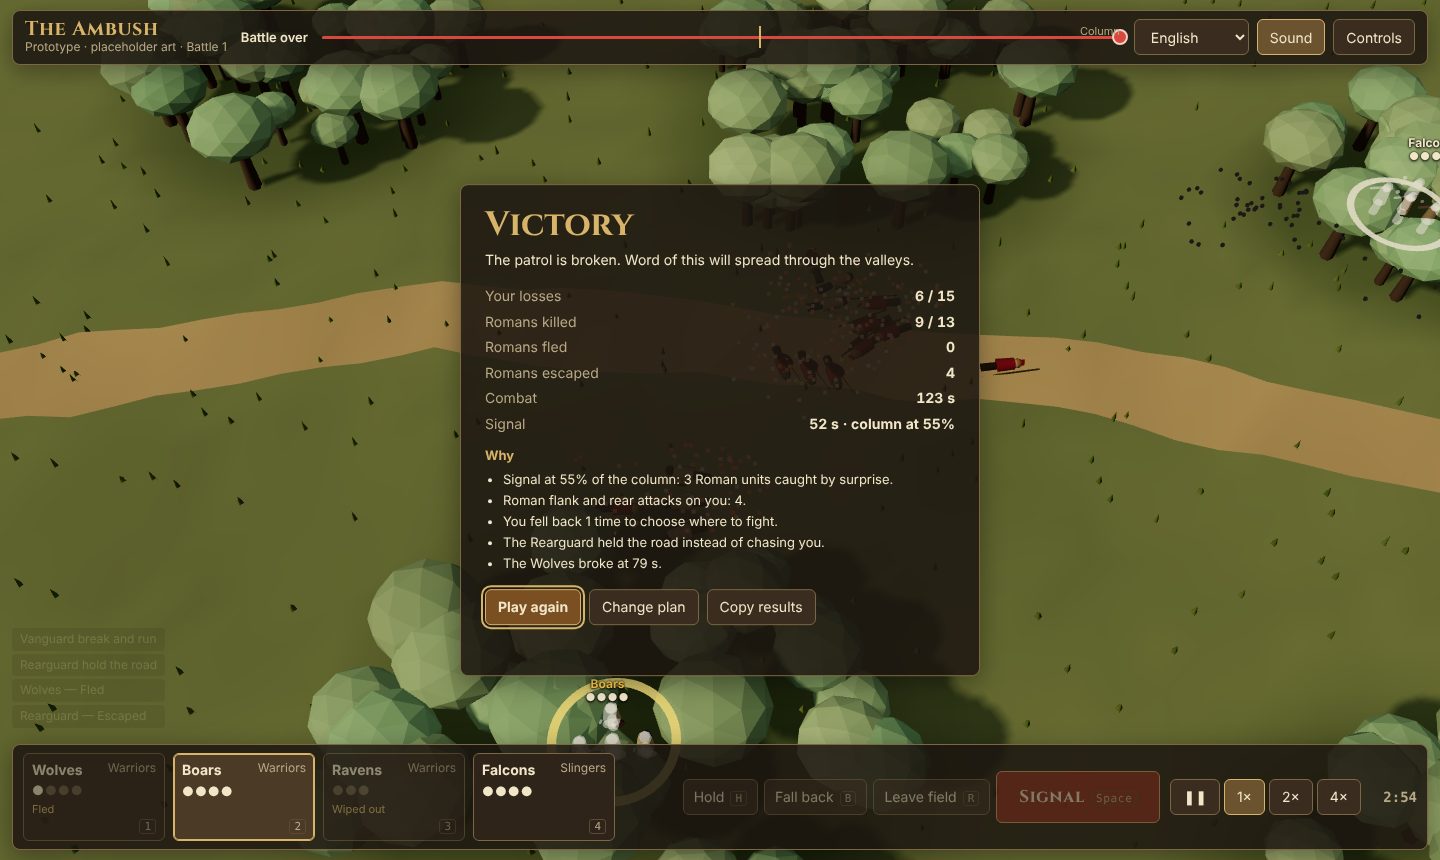 The Ambush
Prototype · placeholder art · Battle 1
Battle over
Column
English
Sound
Controls
Falco
Victory
The patrol is broken. Word of this will spread through the valleys.
Your losses 6 / 15
Romans killed 9 / 13
Romans fled 0
Romans escaped 4
Combat 123 s
Signal 52 s · column at 55%
Why
• Signal at 55% of the column: 3 Roman units caught by surprise.
• Roman flank and rear attacks on you: 4.
• You fell back 1 time to choose where to fight.
• The Rearguard held the road instead of chasing you.
• The Wolves broke at 79 s.
Play again
Change plan
Copy results
Vanguard break and run
Rearguard hold the road
Wolves — Fled
Rearguard — Escaped
Boars
Wolves Warriors
Fled
1
Boars Warriors
2
Ravens Warriors
Wiped out
3
Falcons Slingers
4
Hold H
Fall back B
Leave field R
Signal Space
1×
2×
4×
2:54